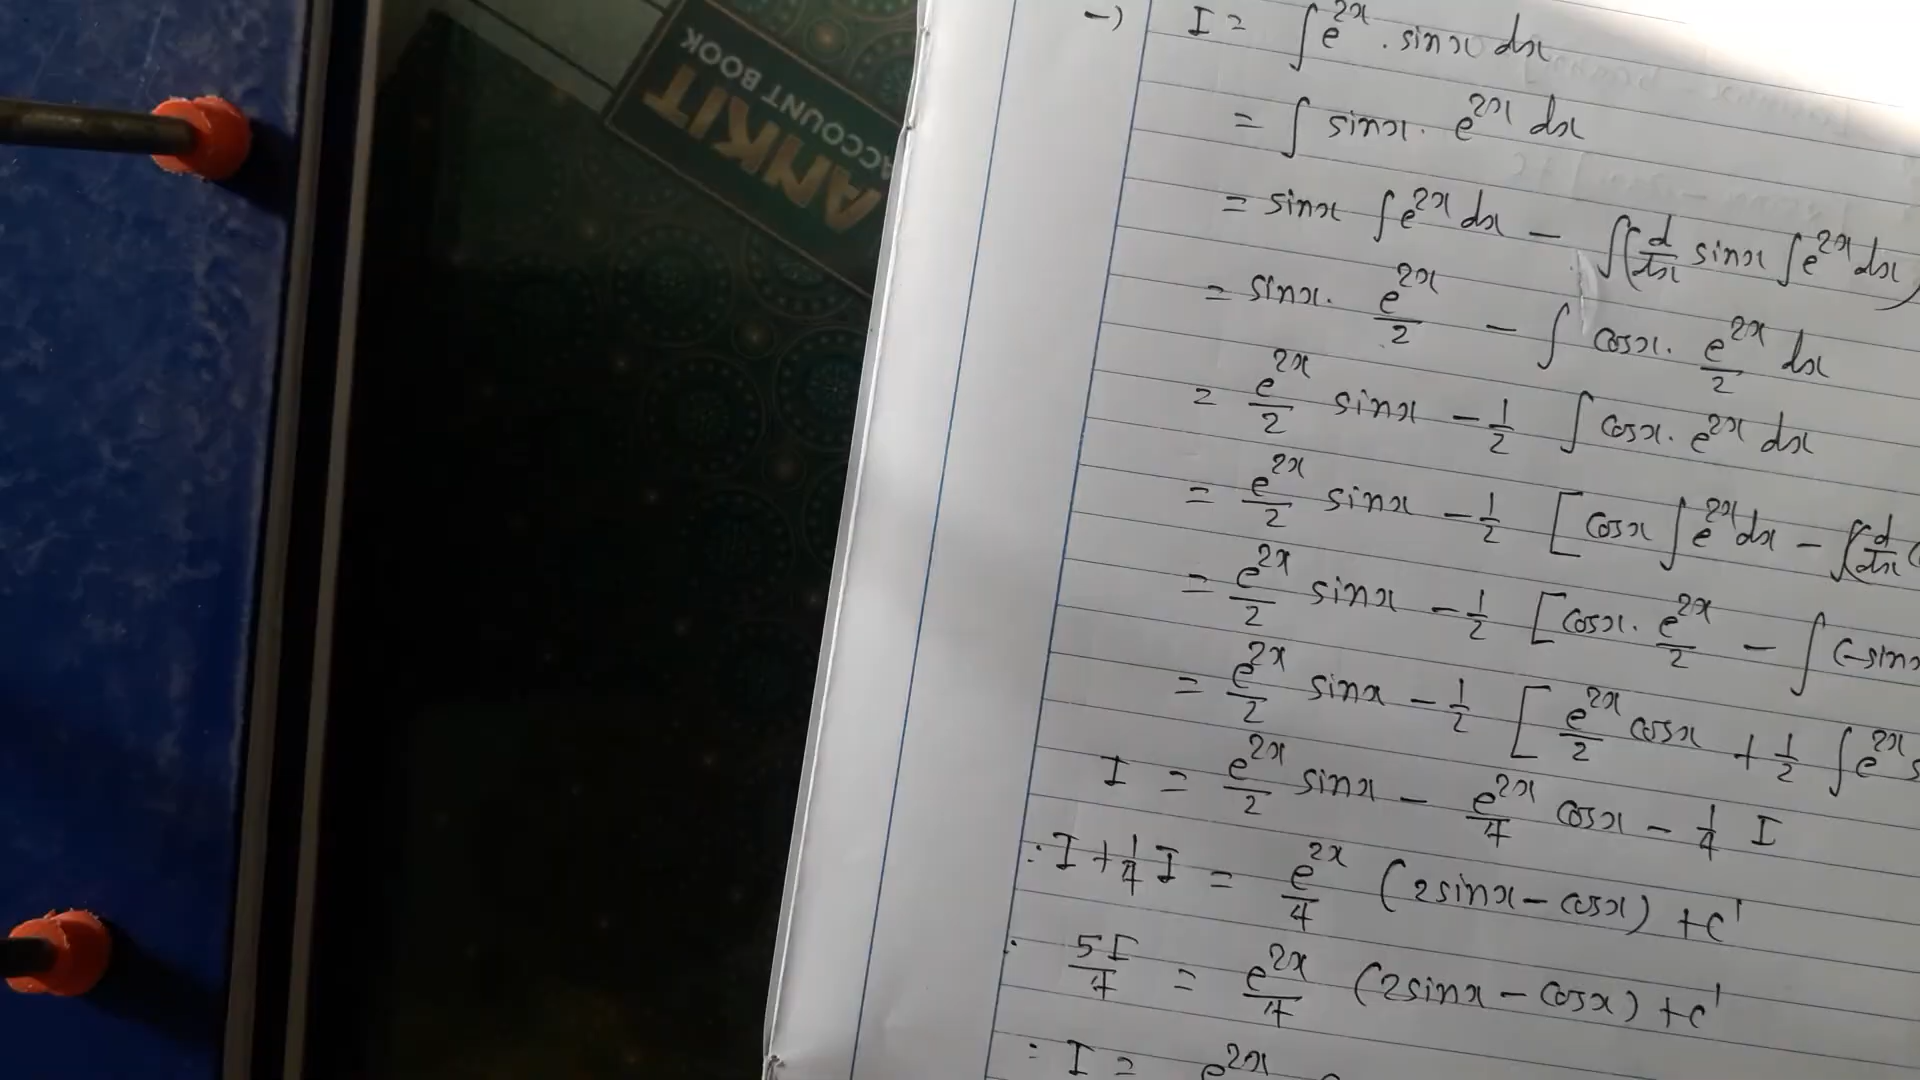 ANKIT
ACCOUNT BOOK
→) I = ∫ e^{2x} . sinx dx
= ∫ sinx . e^{2x} dx
= sinx ∫ e^{2x} dx - ∫( d/dx sinx ∫ e^{2x} dx)
= sinx . e^{2x}/2 - ∫ cosx . e^{2x}/2 dx
= e^{2x}/2 sinx - 1/2 ∫ cosx . e^{2x} dx
= e^{2x}/2 sinx - 1/2 [ cosx ∫ e^{2x} dx - ∫( d/dx (
= e^{2x}/2 sinx - 1/2 [ cosx . e^{2x}/2 - ∫ (-sinx
= e^{2x}/2 sinx - 1/2 [ e^{2x}/2 cosx + 1/2 ∫ e^{2x} s
I = e^{2x}/2 sinx - e^{2x}/4 cosx - 1/4 I
∴ I + 1/4 I = e^{2x}/4 (2sinx - cosx) + c'
∴ 5I/4 = e^{2x}/4 (2sinx - cosx) + c'
∴ I = e^{2x}